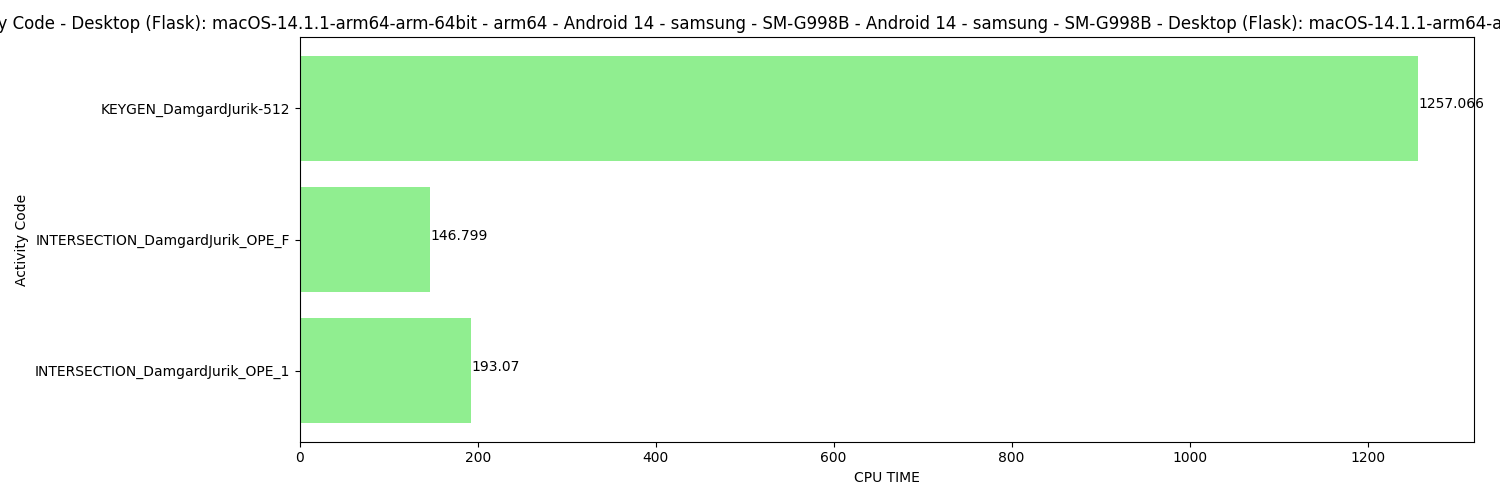 y Code - Desktop (Flask): macOS-14.1.1-arm64-arm-64bit - arm64 - Android 14 - samsung - SM-G998B - Android 14 - samsung - SM-G998B - Desktop (Flask): macOS-14.1.1-arm64-a
KEYGEN_DamgardJurik-512
1257.066
INTERSECTION_DamgardJurik_OPE_F
146.799
INTERSECTION_DamgardJurik_OPE_1
193.07
Activity Code
0 200 400 600 800 1000 1200
CPU TIME